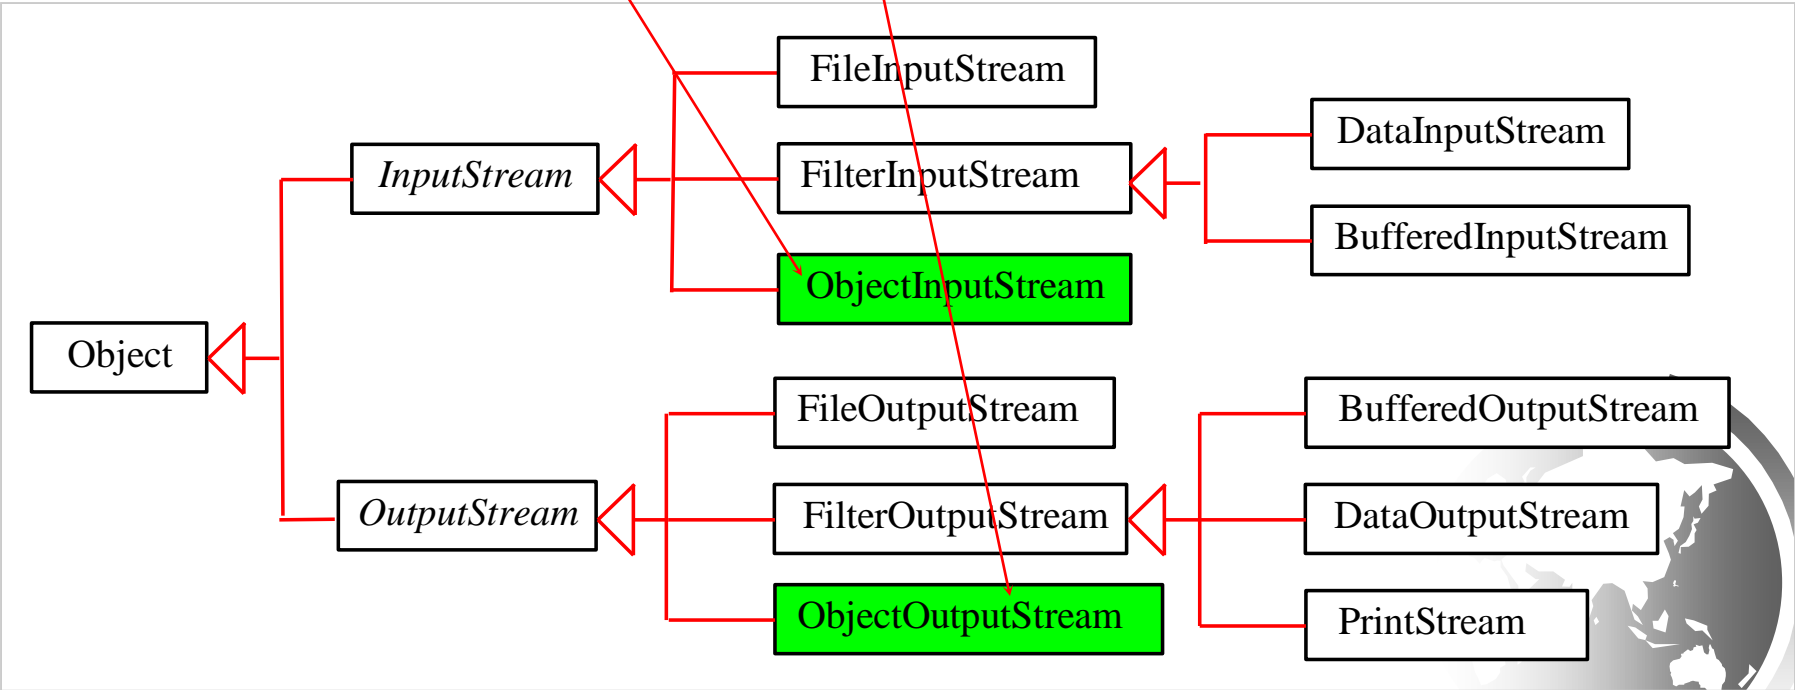 FileInputStream
DataInputStream
InputStream
FilterInputStream
BufferedInputStream
ObjectInputStream
Object
FileOutputStream
BufferedOutputStream
OutputStream
FilterOutputStream
DataOutputStream
ObjectOutputStream
PrintStream